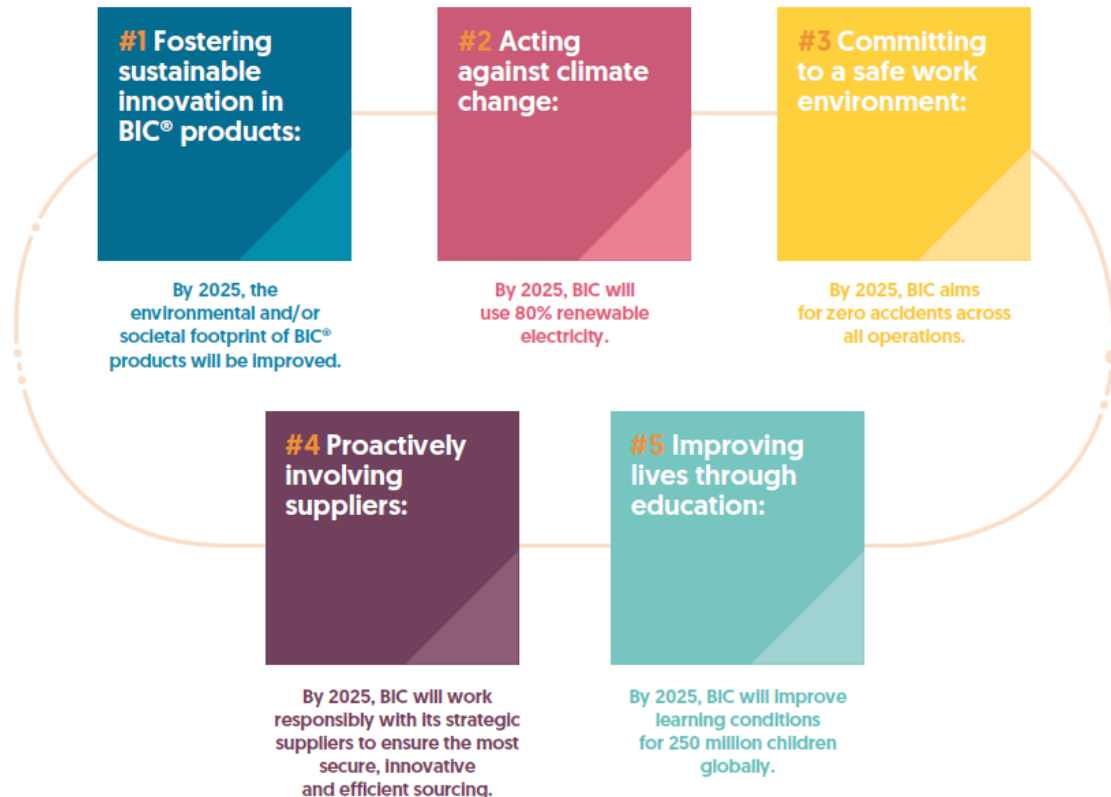 #1 Fostering
sustainable
innovation in
BIC® products:
By 2025, the
environmental and/or
societal footprint of BIC®
products will be improved.
#2 Acting
against climate
change:
By 2025, BIC will
use 80% renewable
electricity.
#3 Committing
to a safe work
environment:
By 2025, BIC aims
for zero accidents across
all operations.
#4 Proactively
involving
suppliers:
By 2025, BIC will work
responsibly with its strategic
suppliers to ensure the most
secure, innovative
and efficient sourcing.
#5 Improving
lives through
education:
By 2025, BIC will improve
learning conditions
for 250 million children
globally.